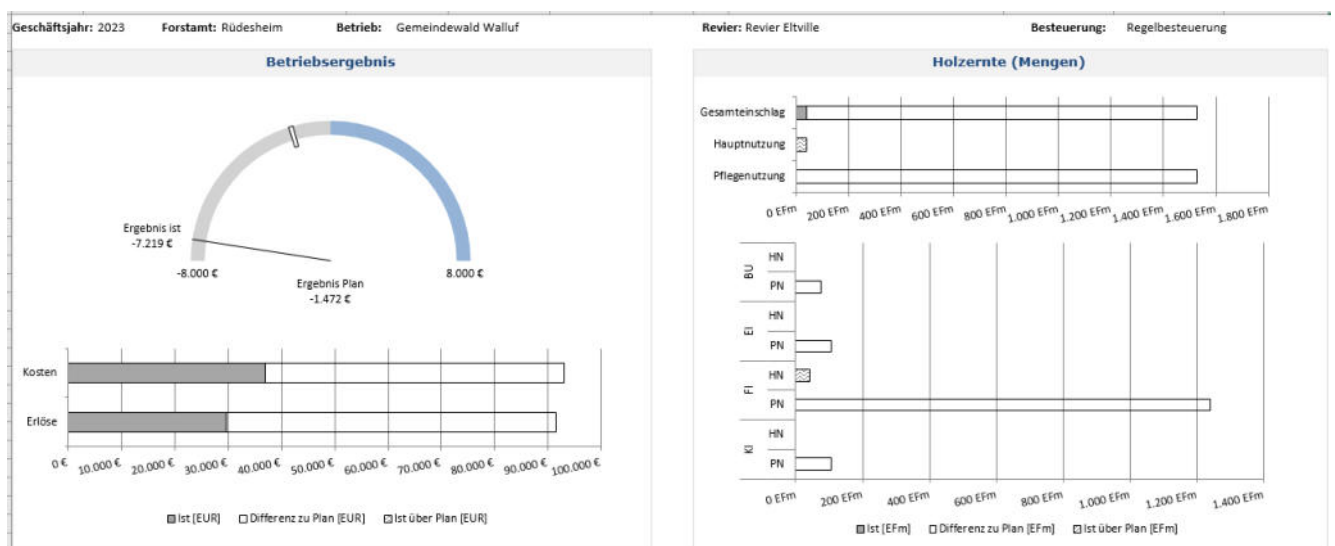 Geschäftsjahr: 2023 Forstamt: Rüdesheim Betrieb: Gemeindewald Walluf Revier: Revier Eltville Besteuerung: Regelbesteuerung
Betriebsergebnis
Ergebnis ist
-7.219 €
-8.000 €
Ergebnis Plan
-1.472 €
8.000 €
Kosten
Erlöse
0 € 10.000 € 20.000 € 30.000 € 40.000 € 50.000 € 60.000 € 70.000 € 80.000 € 90.000 € 100.000 €
Ist [EUR] Differenz zu Plan [EUR] Ist über Plan [EUR]
Holzernte (Mengen)
Gesamteinschlag
Hauptnutzung
Pflegenutzung
0 EFm 200 EFm 400 EFm 600 EFm 800 EFm 1.000 EFm 1.200 EFm 1.400 EFm 1.600 EFm 1.800 EFm
BU
HN
PN
EI
HN
PN
FI
HN
PN
KI
HN
PN
0 EFm 200 EFm 400 EFm 600 EFm 800 EFm 1.000 EFm 1.200 EFm 1.400 EFm
Ist [EFm] Differenz zu Plan [EFm] Ist über Plan [EFm]